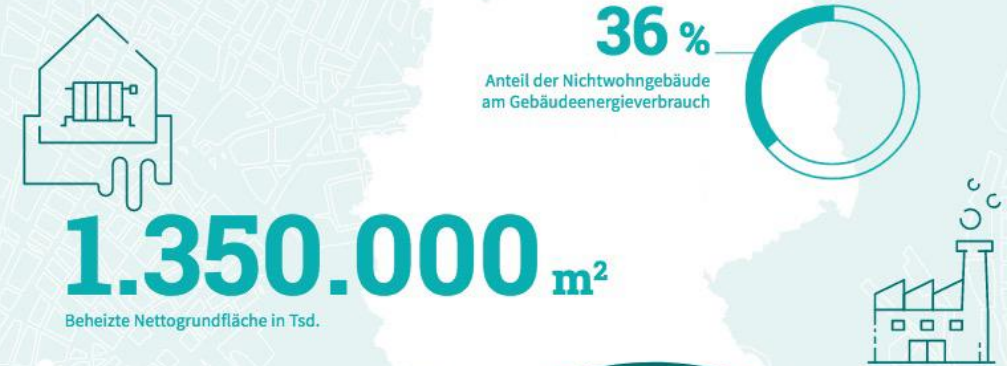 36 %
Anteil der Nichtwohngebäude
am Gebäudeenergieverbrauch
1.350.000 m²
Beheizte Nettogrundfläche in Tsd.